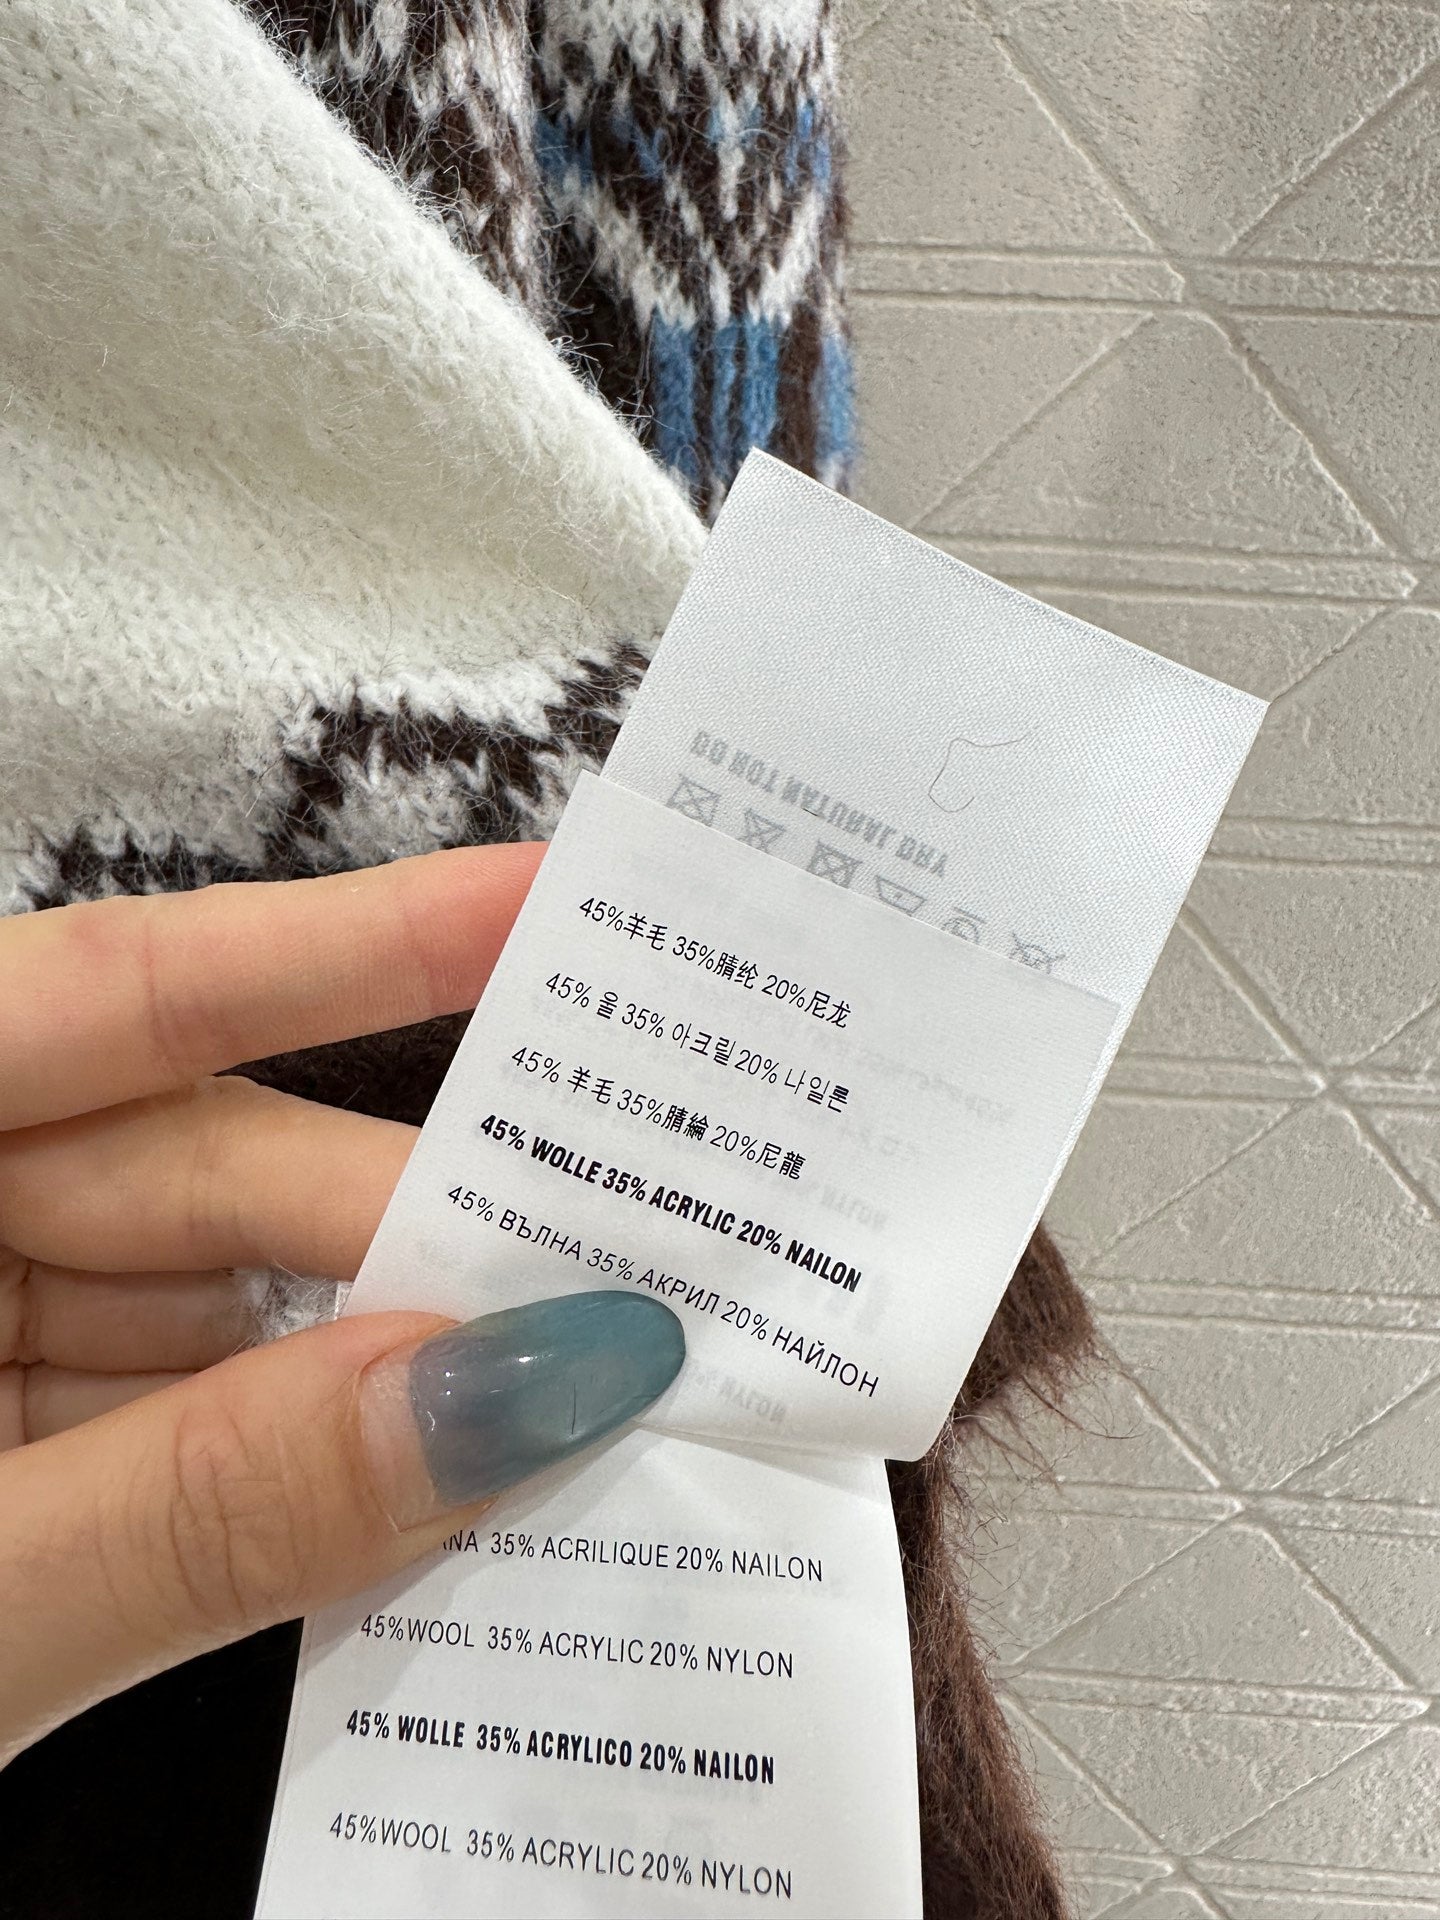 DO NOT NATURAL DRY
45%羊毛 35%腈纶 20%尼龙
45% 울 35% 아크릴 20% 나일론
45% 羊毛 35%腈綸 20%尼龍
45% WOLLE 35% ACRYLIC 20% NAILON
45% ВЪЛНА 35% АКРИЛ 20% НАЙЛОН
35% ACRILIQUE 20% NAILON
45%WOOL 35% ACRYLIC 20% NYLON
45% WOLLE 35% ACRYLICO 20% NAILON
45%WOOL 35% ACRYLIC 20% NYLON